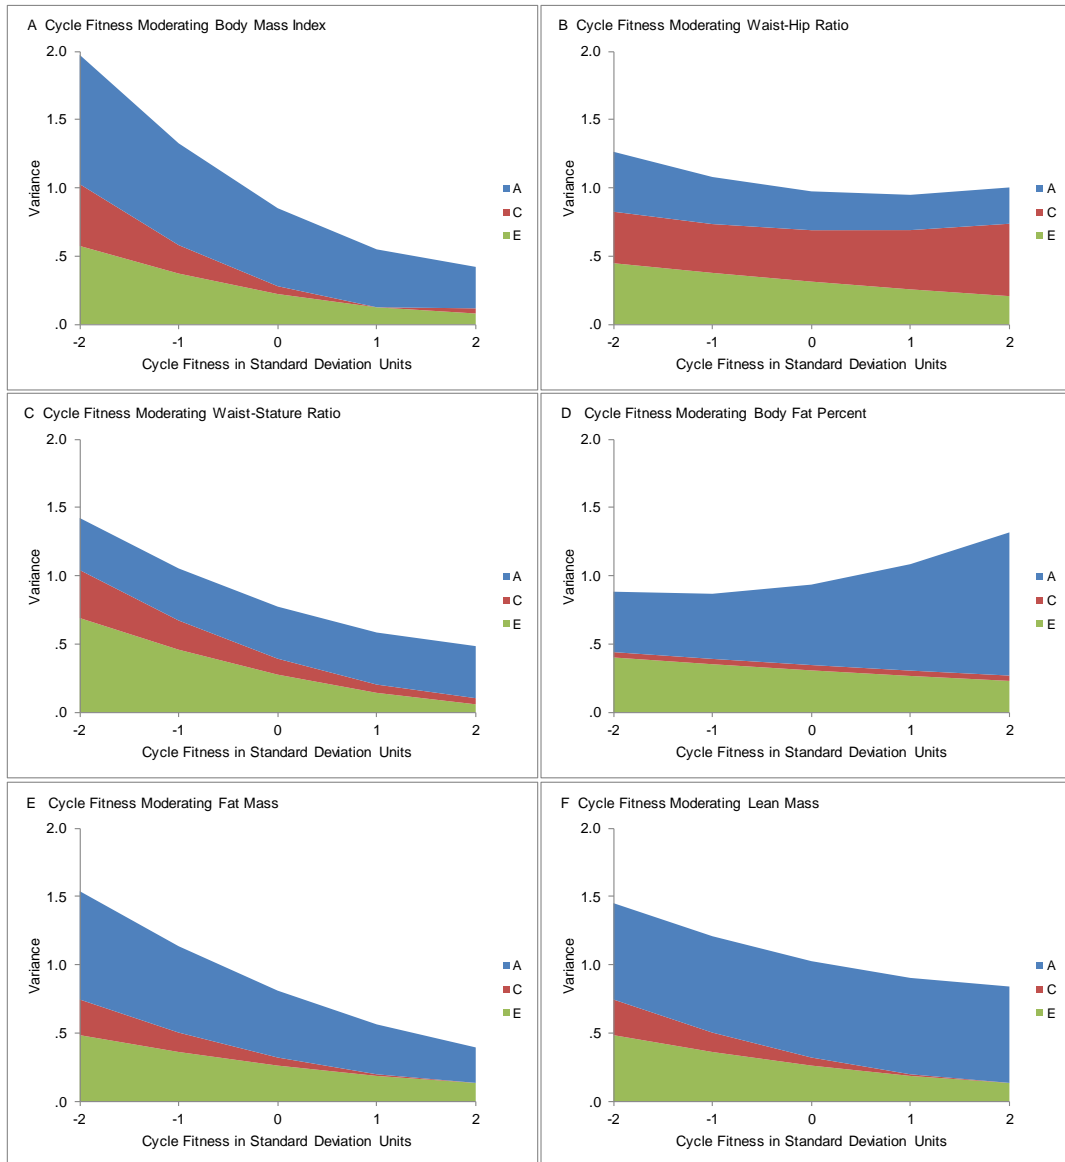 A Cycle Fitness Moderating Body Mass Index
2.0
1.5
1.0
.5
.0
Variance
-2 -1 0 1 2
Cycle Fitness in Standard Deviation Units
A
C
E
B Cycle Fitness Moderating Waist-Hip Ratio
2.0
1.5
1.0
.5
.0
Variance
-2 -1 0 1 2
Cycle Fitness in Standard Deviation Units
A
C
E
C Cycle Fitness Moderating Waist-Stature Ratio
2.0
1.5
1.0
.5
.0
Variance
-2 -1 0 1 2
Cycle Fitness in Standard Deviation Units
A
C
E
D Cycle Fitness Moderating Body Fat Percent
2.0
1.5
1.0
.5
.0
Variance
-2 -1 0 1 2
Cycle Fitness in Standard Deviation Units
A
C
E
E Cycle Fitness Moderating Fat Mass
2.0
1.5
1.0
.5
.0
Variance
-2 -1 0 1 2
Cycle Fitness in Standard Deviation Units
A
C
E
F Cycle Fitness Moderating Lean Mass
2.0
1.5
1.0
.5
.0
Variance
-2 -1 0 1 2
Cycle Fitness in Standard Deviation Units
A
C
E